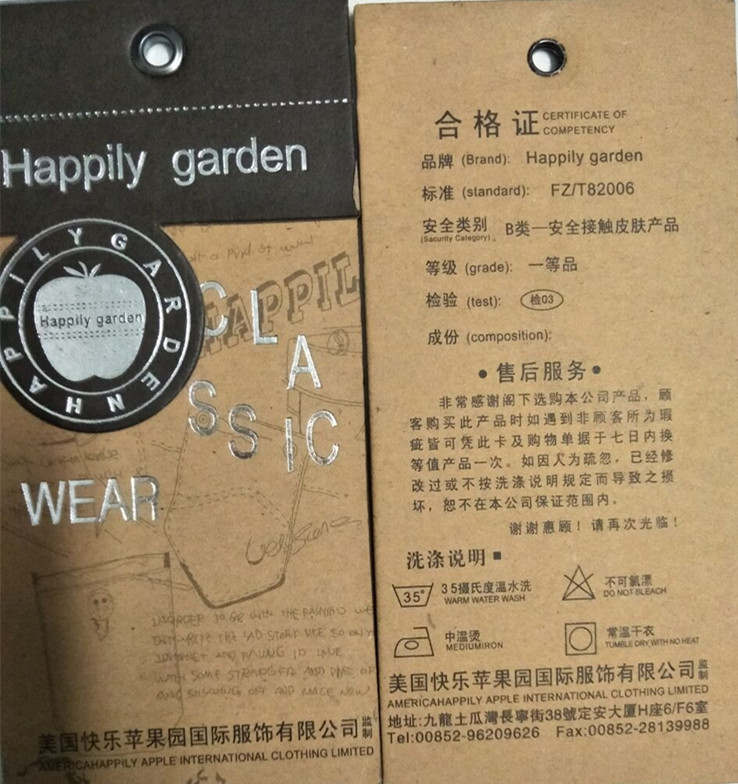 Happily garden
HAPPILY GARDEN
Happily garden
HAPPIL
CLASSIC
WEAR
美国快乐苹果园国际服饰有限公司监制
AMERICAHAPPILY APPLE INTERNATIONAL CLOTHING LIMITED
合格证 CERTIFICATE OF COMPETENCY
品牌 (Brand): Happily garden
标准 (standard): FZ/T82006
安全类别 (Sacurity Category)、 B类—安全接触皮肤产品
等级 (grade): 一等品
检验 (test): 检03
成份 (composition):
•售后服务•
非常感谢阁下选购本公司产品，顾
客购买此产品时如遇到非顾客所为瑕
疵皆可凭此卡及购物单据于七日内换
等值产品一次。如因人为疏忽，已经修
改过或不按洗涤说明规定而导致之损
坏，恕不在本公司保证范围内。
谢谢惠顾！请再次光临！
洗涤说明■
35° 35摄氏度温水洗 WARM WATER WASH
不可氯漂 DO NOT BLEACH
中温烫 MEDIUMIRON
常温干衣 TUMBLE DRY WITH NO HEAT
美国快乐苹果园国际服饰有限公司监制
AMERICAHAPPILY APPLE INTERNATIONAL CLOTHING LIMITED
地址:九龍土瓜灣長寧街38號定安大厦H座6/F6室
Tel:00852-96209626 Fax:00852-28139988